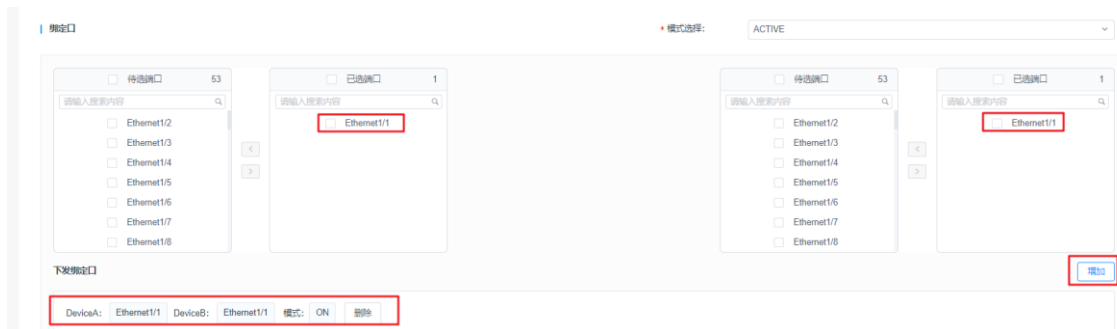 绑定口 * 模式选择: ACTIVE
待选端口 53 已选端口 1 待选端口 53 已选端口 1
请输入搜索内容 请输入搜索内容 请输入搜索内容 请输入搜索内容
Ethernet1/2 Ethernet1/1 Ethernet1/2 Ethernet1/1
Ethernet1/3 < Ethernet1/3 <
Ethernet1/4 Ethernet1/4
Ethernet1/5 > Ethernet1/5 >
Ethernet1/6 Ethernet1/6
Ethernet1/7 Ethernet1/7
Ethernet1/8 Ethernet1/8
下发绑定口 增加
DeviceA: Ethernet1/1 DeviceB: Ethernet1/1 模式: ON 删除